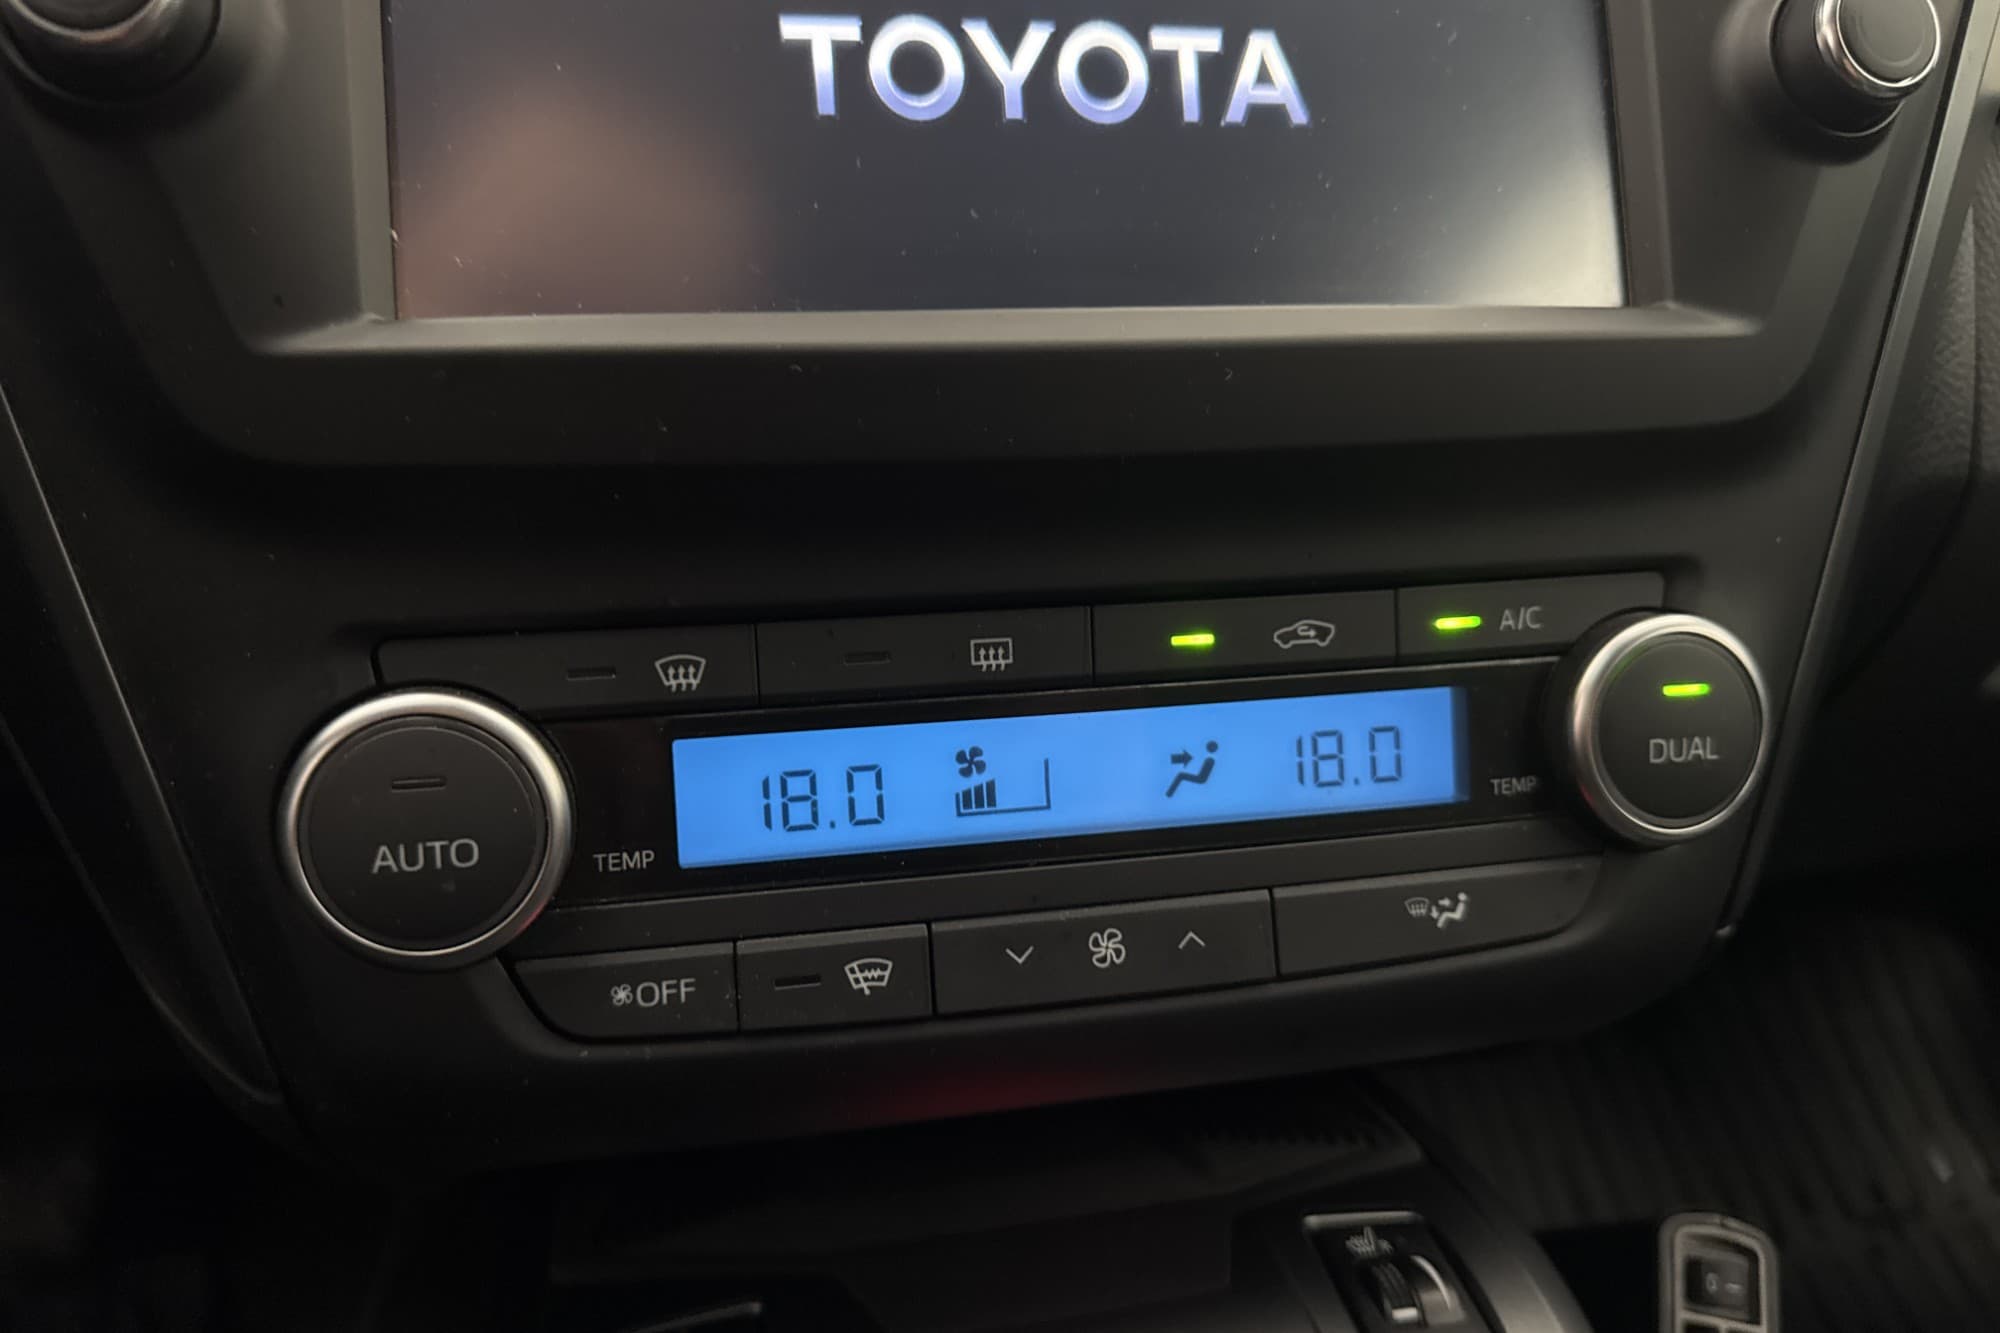 TOYOTA
A/C
DUAL
18.0 18.0
TEMP
TEMP
AUTO
OFF